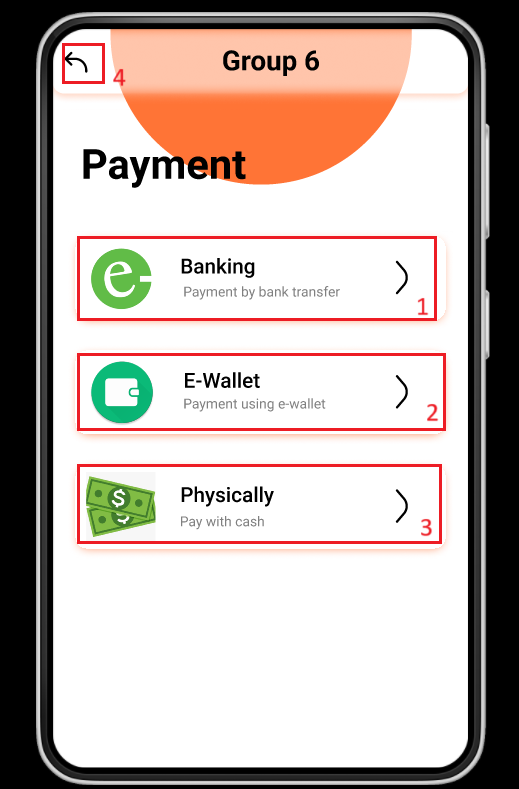 Group 6
4
Payment
e-
Banking
Payment by bank transfer
1
E-Wallet
Payment using e-wallet
2
$
$
Physically
Pay with cash
3